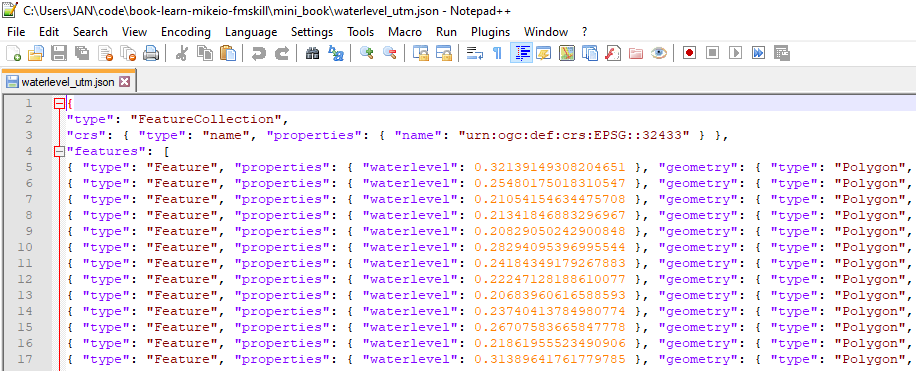 C:\Users\JAN\code\book-learn-mikeio-fmskill\mini_book\waterlevel_utm.json - Notepad++
File Edit Search View Encoding Language Settings Tools Macro Run Plugins Window ?
waterlevel_utm.json
1 {
2 "type": "FeatureCollection",
3 "crs": { "type": "name", "properties": { "name": "urn:ogc:def:crs:EPSG::32433" } },
4 "features": [
5 { "type": "Feature", "properties": { "waterlevel": 0.32139149308204651 }, "geometry": { "type": "Polygon",
6 { "type": "Feature", "properties": { "waterlevel": 0.25480175018310547 }, "geometry": { "type": "Polygon",
7 { "type": "Feature", "properties": { "waterlevel": 0.21054154634475708 }, "geometry": { "type": "Polygon",
8 { "type": "Feature", "properties": { "waterlevel": 0.21341846883296967 }, "geometry": { "type": "Polygon",
9 { "type": "Feature", "properties": { "waterlevel": 0.20829050242900848 }, "geometry": { "type": "Polygon",
10 { "type": "Feature", "properties": { "waterlevel": 0.28294095396995544 }, "geometry": { "type": "Polygon",
11 { "type": "Feature", "properties": { "waterlevel": 0.24184349179267883 }, "geometry": { "type": "Polygon",
12 { "type": "Feature", "properties": { "waterlevel": 0.22247128188610077 }, "geometry": { "type": "Polygon",
13 { "type": "Feature", "properties": { "waterlevel": 0.20683960616588593 }, "geometry": { "type": "Polygon",
14 { "type": "Feature", "properties": { "waterlevel": 0.23740413784980774 }, "geometry": { "type": "Polygon",
15 { "type": "Feature", "properties": { "waterlevel": 0.26707583665847778 }, "geometry": { "type": "Polygon",
16 { "type": "Feature", "properties": { "waterlevel": 0.21861955523490906 }, "geometry": { "type": "Polygon",
17 { "type": "Feature", "properties": { "waterlevel": 0.31389641761779785 }, "geometry": { "type": "Polygon",